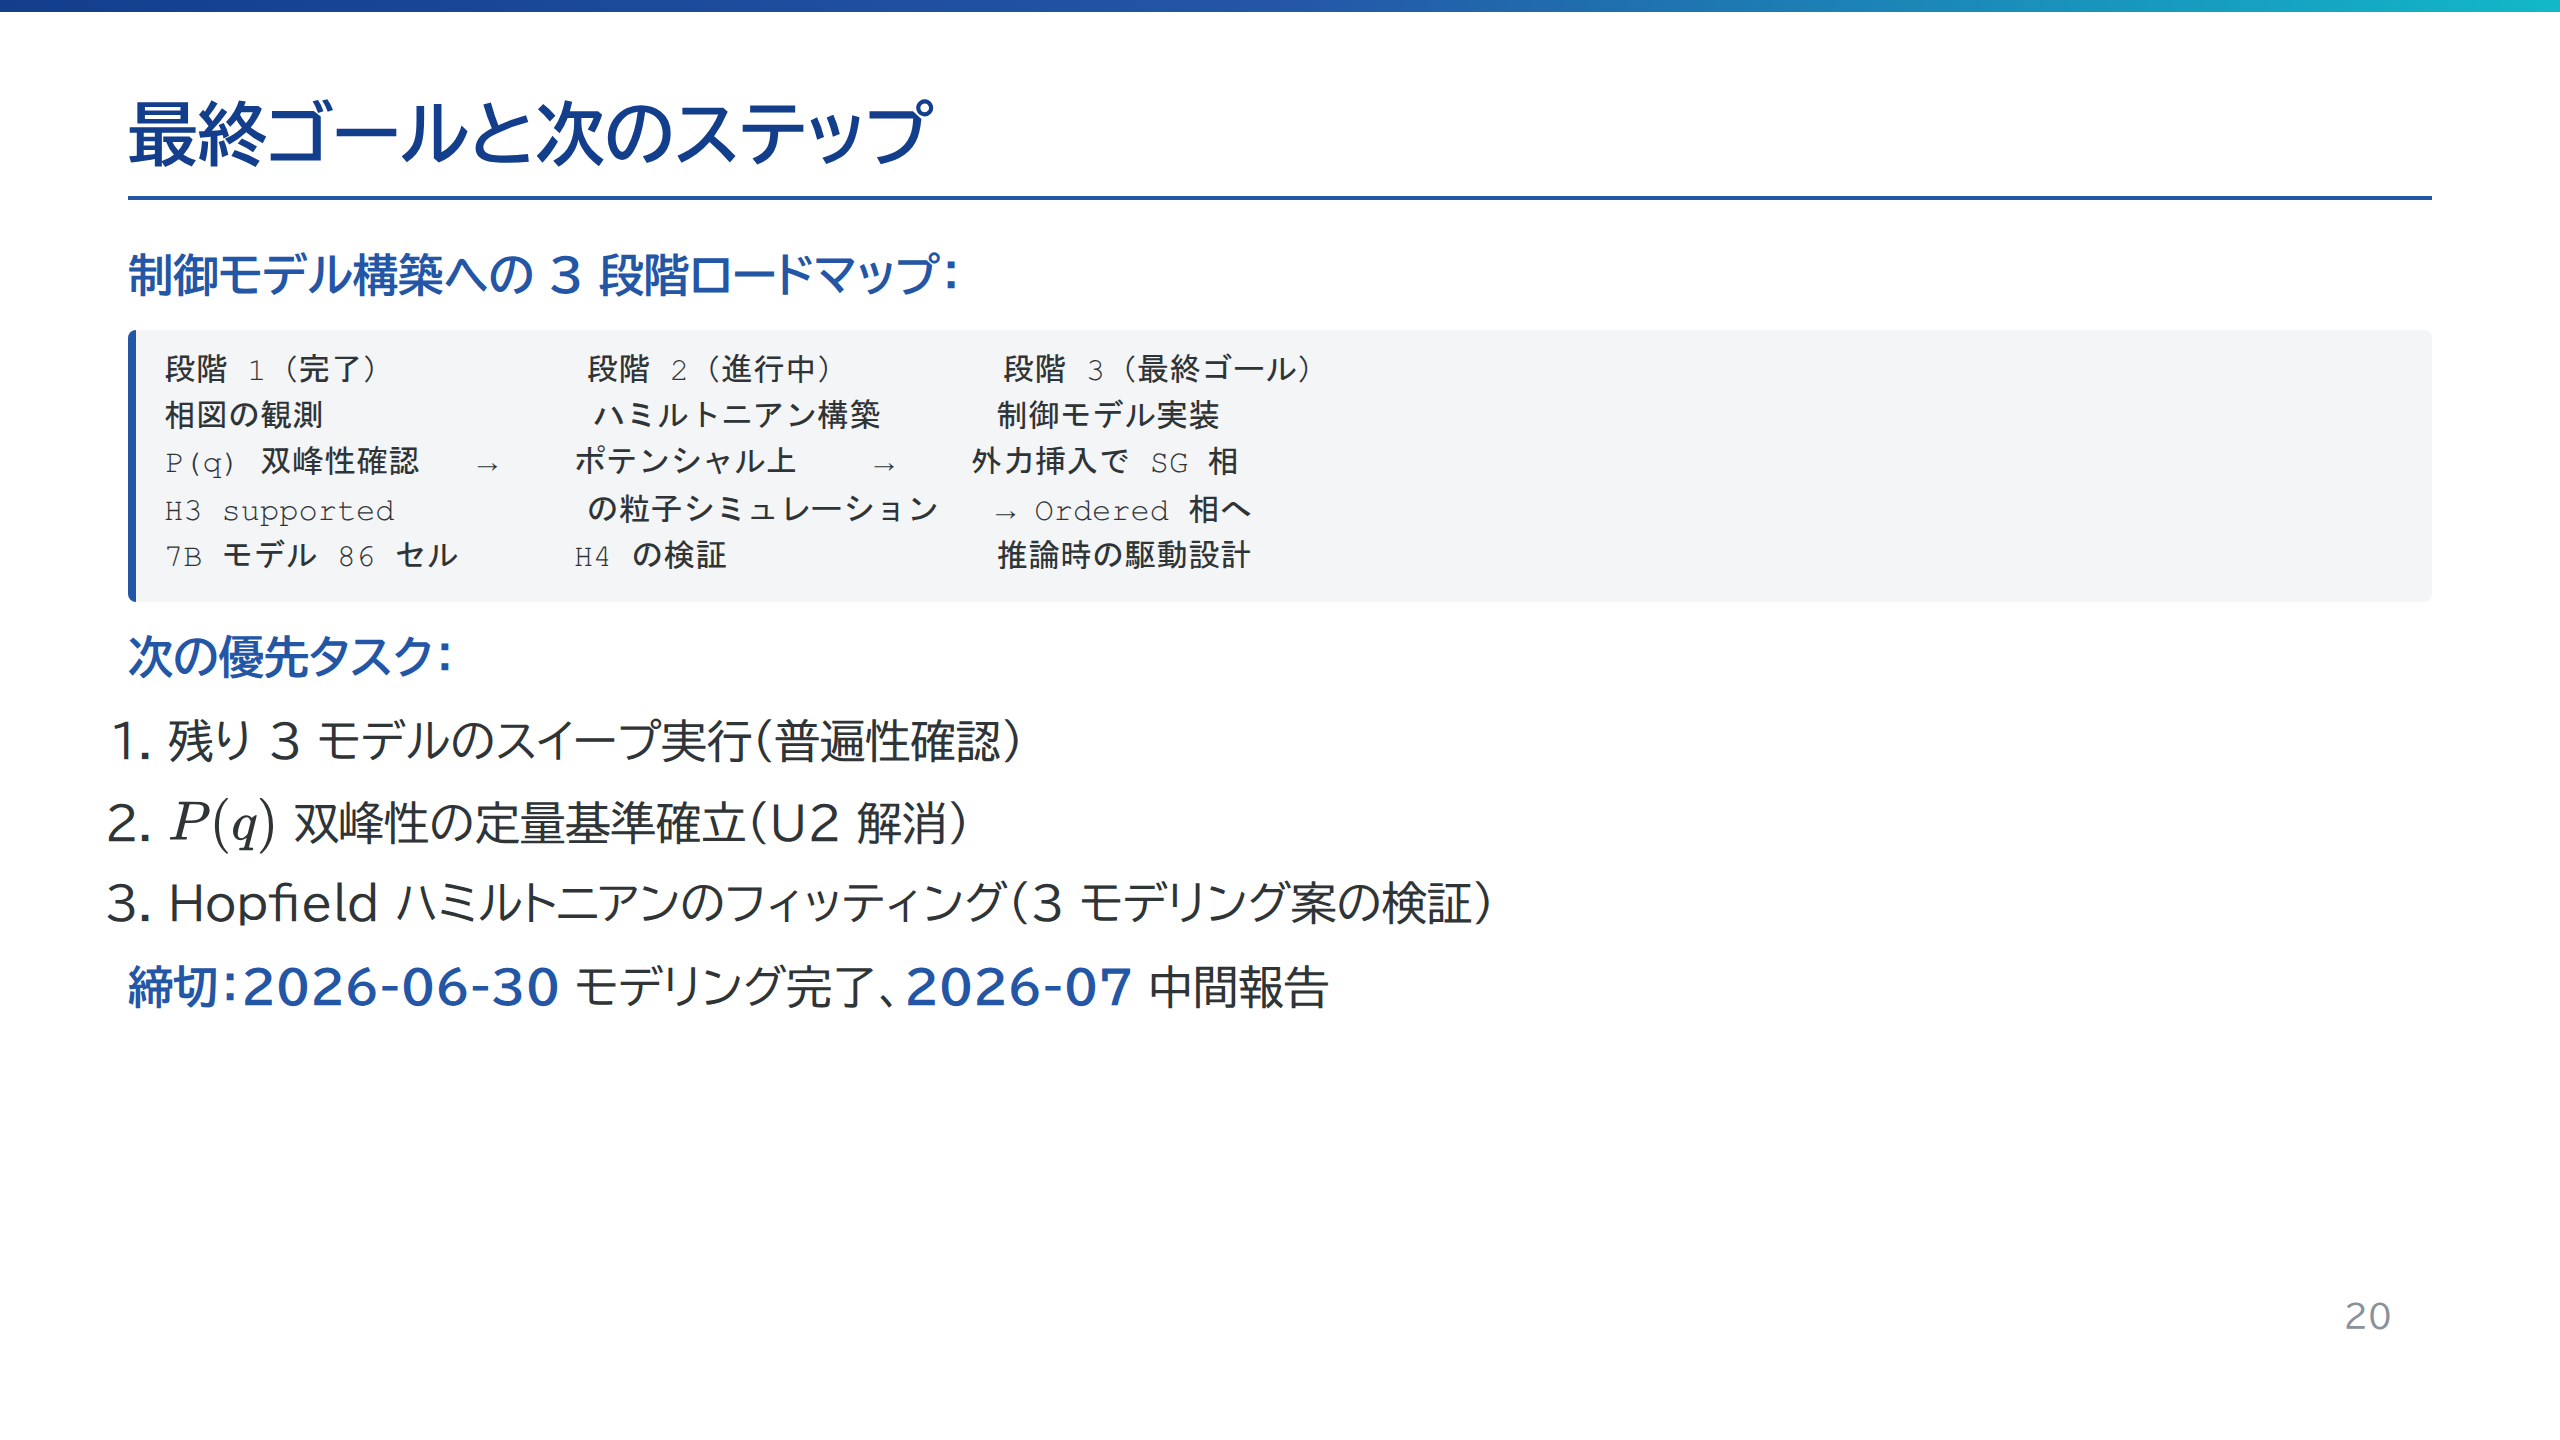 最終ゴールと次のステップ
制御モデル構築への 3 段階ロードマップ:
段階 1（完了） 段階 2（進行中） 段階 3（最終ゴール）
相図の観測 ハミルトニアン構築 制御モデル実装
P(q) 双峰性確認 → ポテンシャル上 → 外力挿入で SG 相
H3 supported の粒子シミュレーション → Ordered 相へ
7B モデル 86 セル H4 の検証 推論時の駆動設計
次の優先タスク:
1. 残り 3 モデルのスイープ実行（普遍性確認）
2. P(q) 双峰性の定量基準確立（U2 解消）
3. Hopfield ハミルトニアンのフィッティング（3 モデリング案の検証）
締切:2026-06-30 モデリング完了、2026-07 中間報告
20